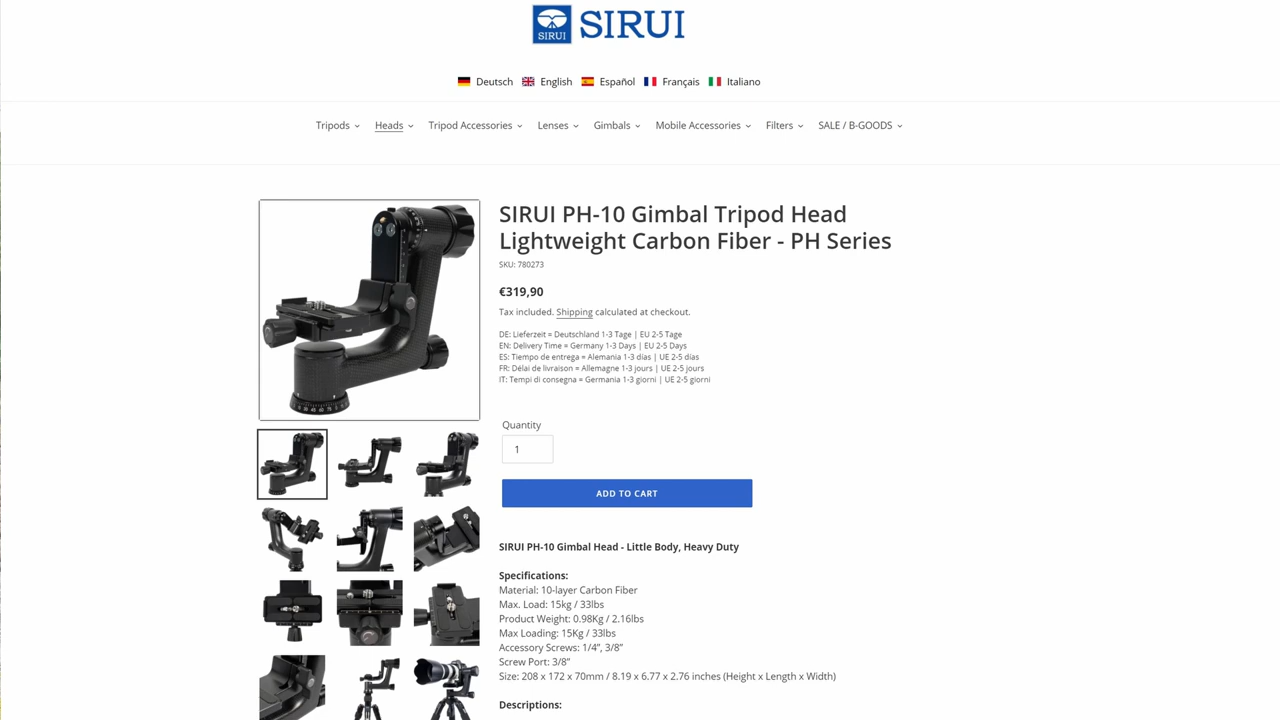 SIRUI
SIRUI
Deutsch English Español Français Italiano
Tripods Heads Tripod Accessories Lenses Gimbals Mobile Accessories Filters SALE / B-GOODS
SIRUI PH-10 Gimbal Tripod Head
Lightweight Carbon Fiber - PH Series
SKU: 780273
€319,90
Tax included. Shipping calculated at checkout.
DE: Lieferzeit = Deutschland 1-3 Tage | EU 2-5 Tage
EN: Delivery Time = Germany 1-3 Days | EU 2-5 Days
ES: Tiempo de entrega = Alemania 1-3 días | UE 2-5 días
FR: Délai de livraison = Allemagne 1-3 jours | UE 2-5 jours
IT: Tempi di consegna = Germania 1-3 giorni | UE 2-5 giorni
Quantity
1
ADD TO CART
SIRUI PH-10 Gimbal Head - Little Body, Heavy Duty
Specifications:
Material: 10-layer Carbon Fiber
Max. Load: 15kg / 33lbs
Product Weight: 0.98Kg / 2.16lbs
Max Loading: 15Kg / 33lbs
Accessory Screws: 1/4”, 3/8”
Screw Port: 3/8”
Size: 208 x 172 x 70mm / 8.19 x 6.77 x 2.76 inches (Height x Length x Width)
Descriptions: